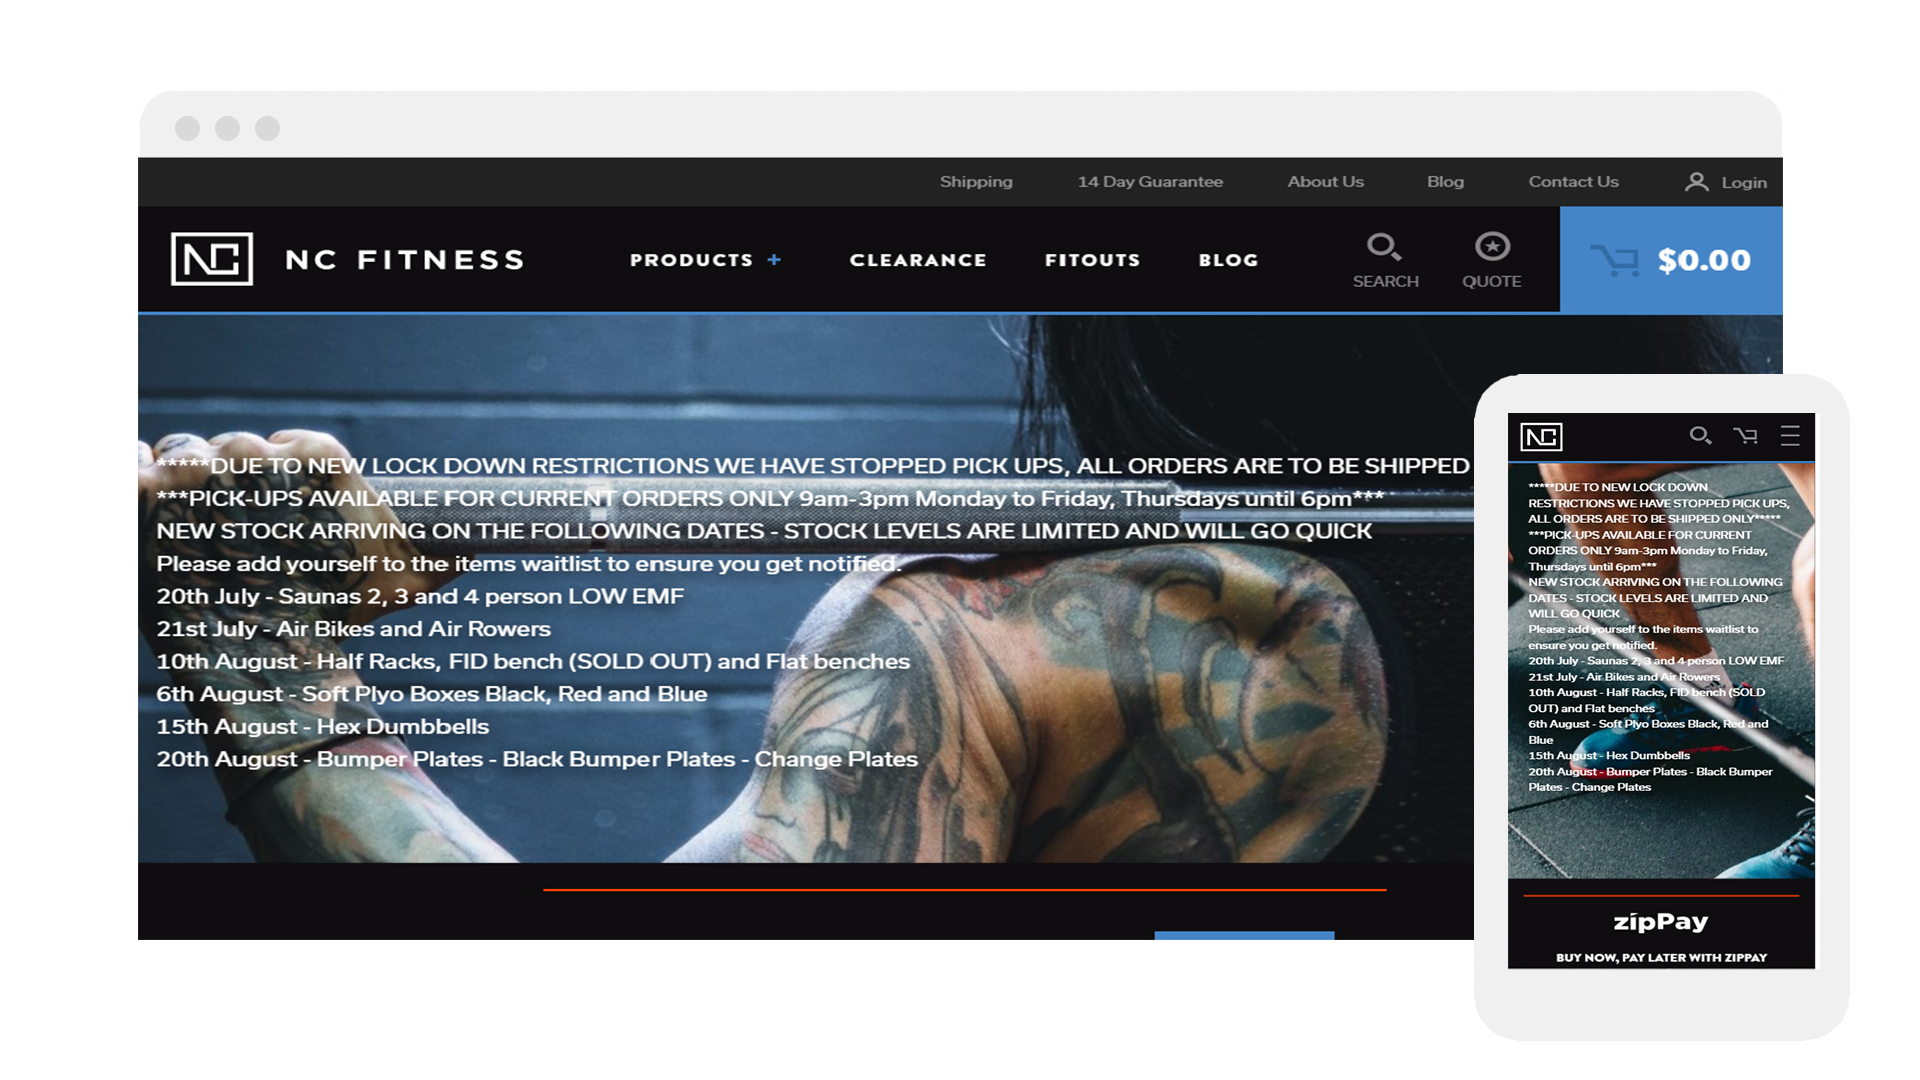 Shipping 14 Day Guarantee About Us Blog Contact Us Login
NC NC FITNESS PRODUCTS + CLEARANCE FITOUTS BLOG SEARCH QUOTE $0.00
*****DUE TO NEW LOCK DOWN RESTRICTIONS WE HAVE STOPPED PICK UPS, ALL ORDERS ARE TO BE SHIPPED
***PICK-UPS AVAILABLE FOR CURRENT ORDERS ONLY 9am-3pm Monday to Friday, Thursdays until 6pm***
NEW STOCK ARRIVING ON THE FOLLOWING DATES - STOCK LEVELS ARE LIMITED AND WILL GO QUICK
Please add yourself to the items waitlist to ensure you get notified.
20th July - Saunas 2, 3 and 4 person LOW EMF
21st July - Air Bikes and Air Rowers
10th August - Half Racks, FID bench (SOLD OUT) and Flat benches
6th August - Soft Plyo Boxes Black, Red and Blue
15th August - Hex Dumbbells
20th August - Bumper Plates - Black Bumper Plates - Change Plates
NC
*****DUE TO NEW LOCK DOWN
RESTRICTIONS WE HAVE STOPPED PICK UPS,
ALL ORDERS ARE TO BE SHIPPED ONLY*****
***PICK-UPS AVAILABLE FOR CURRENT
ORDERS ONLY 9am-3pm Monday to Friday,
Thursdays until 6pm***
NEW STOCK ARRIVING ON THE FOLLOWING
DATES - STOCK LEVELS ARE LIMITED AND
WILL GO QUICK
Please add yourself to the items waitlist to
ensure you get notified.
20th July - Saunas 2, 3 and 4 person LOW EMF
21st July - Air Bikes and Air Rowers
10th August - Half Racks, FID bench (SOLD
OUT) and Flat benches
6th August - Soft Plyo Boxes Black, Red and
Blue
15th August - Hex Dumbbells
20th August - Bumper Plates - Black Bumper
Plates - Change Plates
zipPay
BUY NOW, PAY LATER WITH ZIPPAY